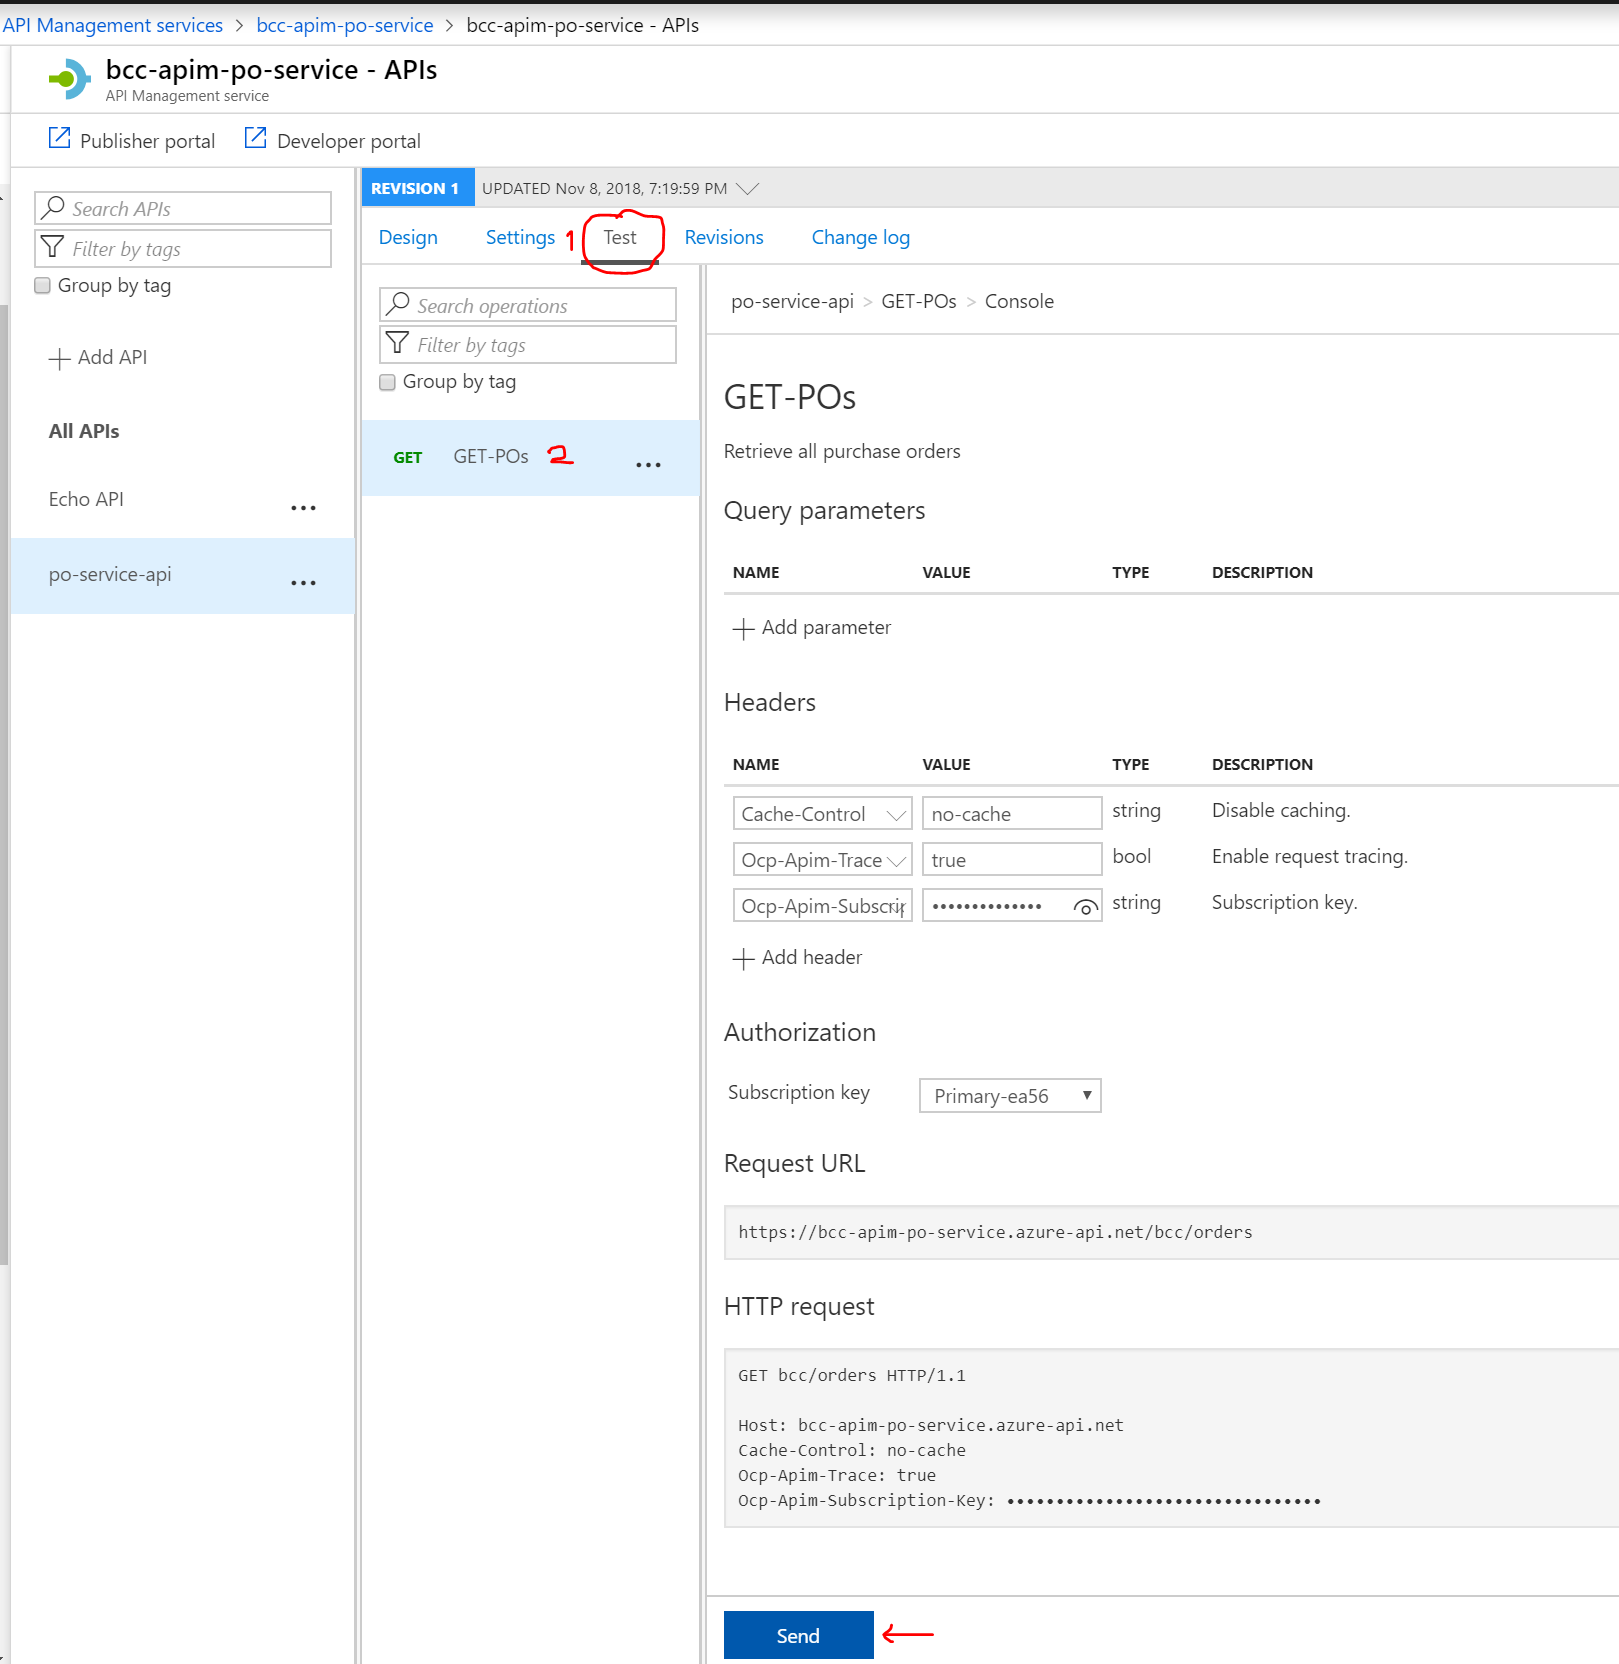 API Management services > bcc-apim-po-service > bcc-apim-po-service - APIs
bcc-apim-po-service - APIs
API Management service
Publisher portal
Developer portal
Search APIs
Filter by tags
Group by tag
Add API
All APIs
Echo API
...
po-service-api
...
REVISION 1
UPDATED Nov 8, 2018, 7:19:59 PM
Design
Settings
1
Test
Revisions
Change log
Search operations
Filter by tags
Group by tag
GET
GET-POs
2
...
po-service-api > GET-POs > Console
GET-POs
Retrieve all purchase orders
Query parameters
NAME VALUE TYPE DESCRIPTION
Add parameter
Headers
NAME VALUE TYPE DESCRIPTION
Cache-Control no-cache string Disable caching.
Ocp-Apim-Trace true bool Enable request tracing.
Ocp-Apim-Subscrip •••••••••••••• string Subscription key.
Add header
Authorization
Subscription key Primary-ea56
Request URL
https://bcc-apim-po-service.azure-api.net/bcc/orders
HTTP request
GET bcc/orders HTTP/1.1
Host: bcc-apim-po-service.azure-api.net
Cache-Control: no-cache
Ocp-Apim-Trace: true
Ocp-Apim-Subscription-Key: ••••••••••••••••••••••••••••••••
Send